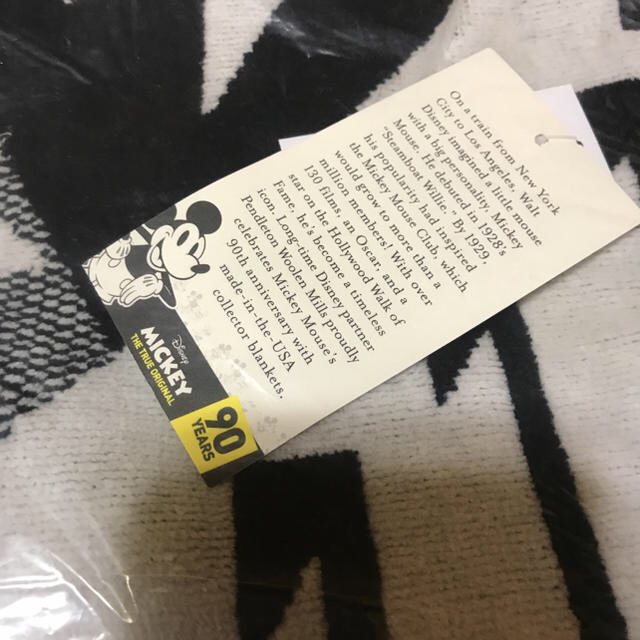 On a train from New York
City to Los Angeles, Walt
Disney imagined a little mouse
with a big personality. Mickey
Mouse. He debuted in 1928's
"Steamboat Willie." By 1929,
his popularity had inspired
the Mickey Mouse Club, which
would grow to more than a
million members! With over
130 films, an Oscar and a
star on the Hollywood Walk of
Fame, he's become a timeless
icon. Long-time Disney partner
Pendleton Woolen Mills proudly
celebrates Mickey Mouse's
90th anniversary with
made-in-the-USA
collector blankets.
Disney
MICKEY
THE TRUE ORIGINAL
90
YEARS